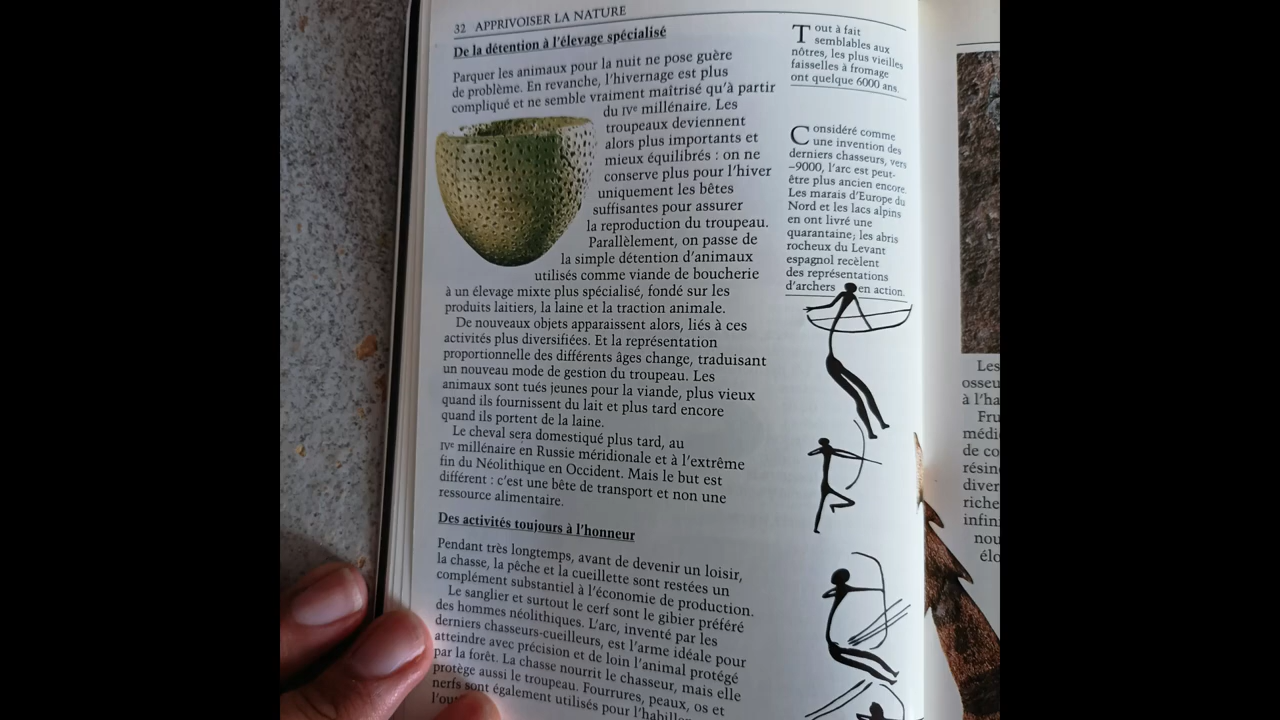 32 APPRIVOISER LA NATURE
De la détention à l'élevage spécialisé
Parquer les animaux pour la nuit ne pose guère
de problème. En revanche, l'hivernage est plus
compliqué et ne semble vraiment maîtrisé qu'à partir
du IVe millénaire. Les
troupeaux deviennent
alors plus importants et
mieux équilibrés : on ne
conserve plus pour l'hiver
uniquement les bêtes
suffisantes pour assurer
la reproduction du troupeau.
Parallèlement, on passe de
la simple détention d'animaux
utilisés comme viande de boucherie
à un élevage mixte plus spécialisé, fondé sur les
produits laitiers, la laine et la traction animale.
De nouveaux objets apparaissent alors, liés à ces
activités plus diversifiées. Et la représentation
proportionnelle des différents âges change, traduisant
un nouveau mode de gestion du troupeau. Les
animaux sont tués jeunes pour la viande, plus vieux
quand ils fournissent du lait et plus tard encore
quand ils portent de la laine.
Le cheval sera domestiqué plus tard, au
IVe millénaire en Russie méridionale et à l'extrême
fin du Néolithique en Occident. Mais le but est
différent : c'est une bête de transport et non une
ressource alimentaire.
Des activités toujours à l'honneur
Pendant très longtemps, avant de devenir un loisir,
la chasse, la pêche et la cueillette sont restées un
complément substantiel à l'économie de production.
Le sanglier et surtout le cerf sont le gibier préféré
des hommes néolithiques. L'arc, inventé par les
derniers chasseurs-cueilleurs, est l'arme idéale pour
atteindre avec précision et de loin l'animal protégé
par la forêt. La chasse nourrit le chasseur, mais elle
protège aussi le troupeau. Fourrures, peaux, os et
nerfs sont également utilisés pour l'habille
Tout à fait
semblables aux
nôtres, les plus vieilles
faisselles à fromage
ont quelque 6000 ans.
Considéré comme
une invention des
derniers chasseurs, vers
–9000, l'arc est peut-
être plus ancien encore.
Les marais d'Europe du
Nord et les lacs alpins
en ont livré une
quarantaine; les abris
rocheux du Levant
espagnol recèlent
des représentations
d'archers en action.
Les
osseu
à l'ha
Fru
médi
de co
résin
diver
riche
infin
nou
élo